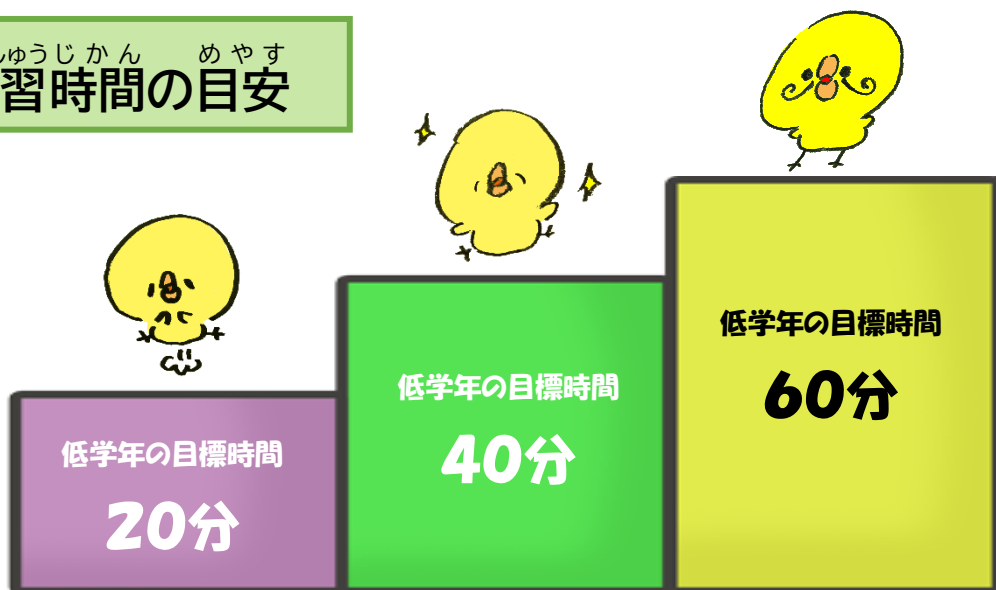 ゅうじかん めやす
習時間の目安
低学年の目標時間
20分
低学年の目標時間
40分
低学年の目標時間
60分